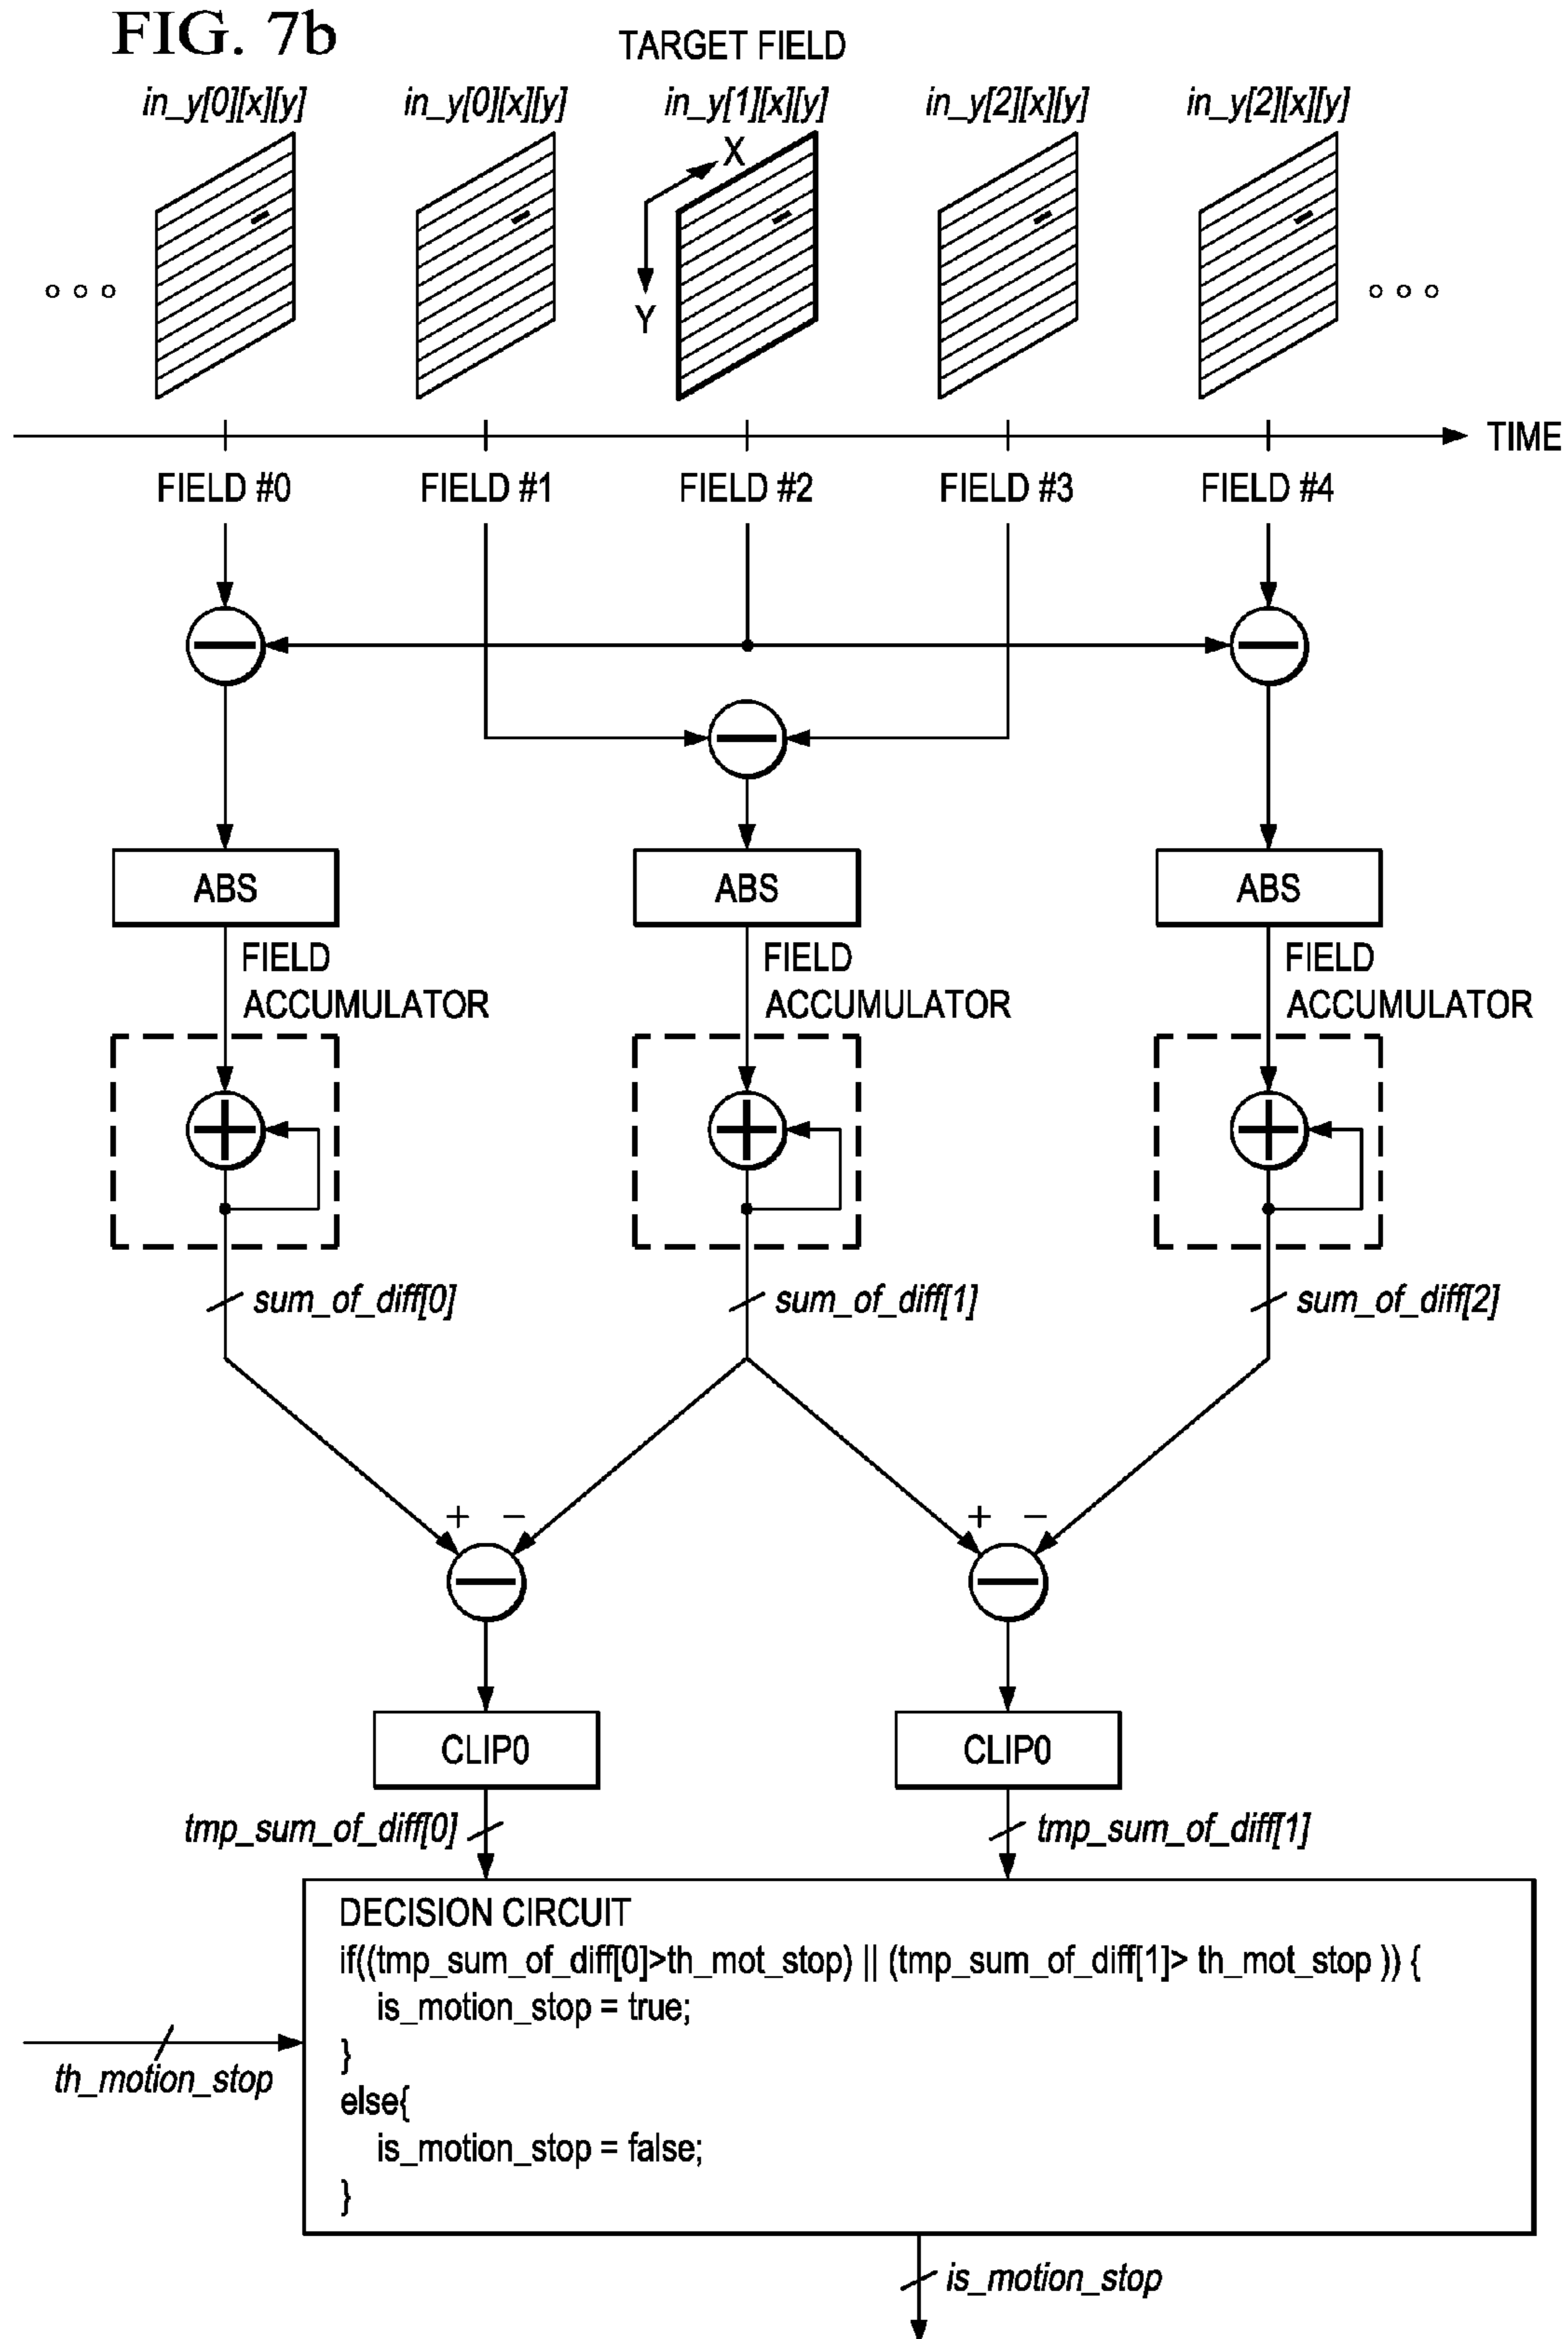 FIG. 7b
TARGET FIELD
in_y[0][x][y] in_y[0][x][y] in_y[1][x][y] in_y[2][x][y] in_y[2][x][y]
X
Y
TIME
FIELD #0 FIELD #1 FIELD #2 FIELD #3 FIELD #4
ABS ABS ABS
FIELD FIELD FIELD
ACCUMULATOR ACCUMULATOR ACCUMULATOR
sum_of_diff[0] sum_of_diff[1] sum_of_diff[2]
+ − + −
CLIP0 CLIP0
tmp_sum_of_diff[0] tmp_sum_of_diff[1]
DECISION CIRCUIT
if((tmp_sum_of_diff[0]>th_mot_stop) || (tmp_sum_of_diff[1]> th_mot_stop )) {
is_motion_stop = true;
}
th_motion_stop
else{
is_motion_stop = false;
}
is_motion_stop